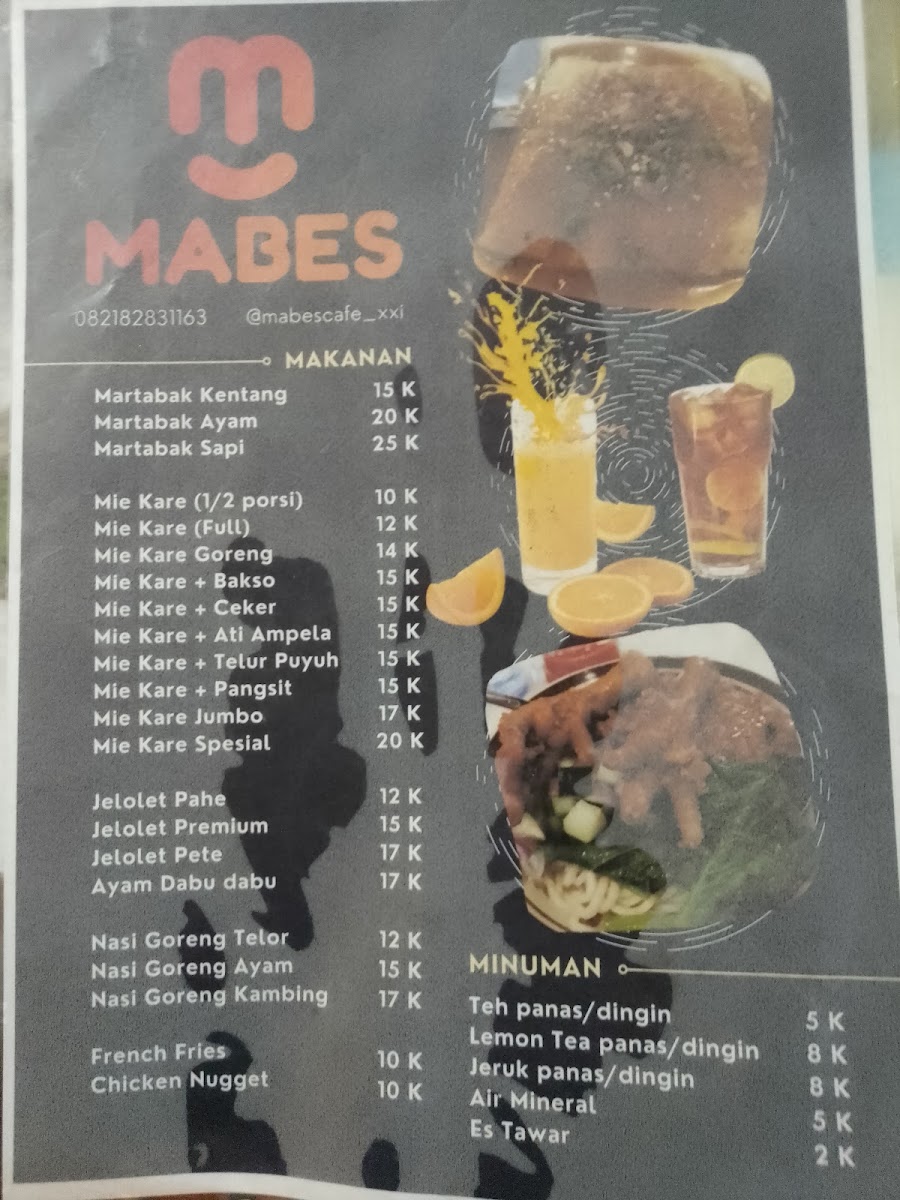 m
MABES
082182831163 @mabescafe_xxi
MAKANAN
Martabak Kentang 15 K
Martabak Ayam 20 K
Martabak Sapi 25 K
Mie Kare (1/2 porsi) 10 K
Mie Kare (Full) 12 K
Mie Kare Goreng 14 K
Mie Kare + Bakso 15 K
Mie Kare + Ceker 15 K
Mie Kare + Ati Ampela 15 K
Mie Kare + Telur Puyuh 15 K
Mie Kare + Pangsit 15 K
Mie Kare Jumbo 17 K
Mie Kare Spesial 20 K
Jelolet Pahe 12 K
Jelolet Premium 15 K
Jelolet Pete 17 K
Ayam Dabu dabu 17 K
Nasi Goreng Telor 12 K
Nasi Goreng Ayam 15 K
Nasi Goreng Kambing 17 K
French Fries 10 K
Chicken Nugget 10 K
MINUMAN
Teh panas/dingin 5 K
Lemon Tea panas/dingin 8 K
Jeruk panas/dingin 8 K
Air Mineral 5 K
Es Tawar 2 K